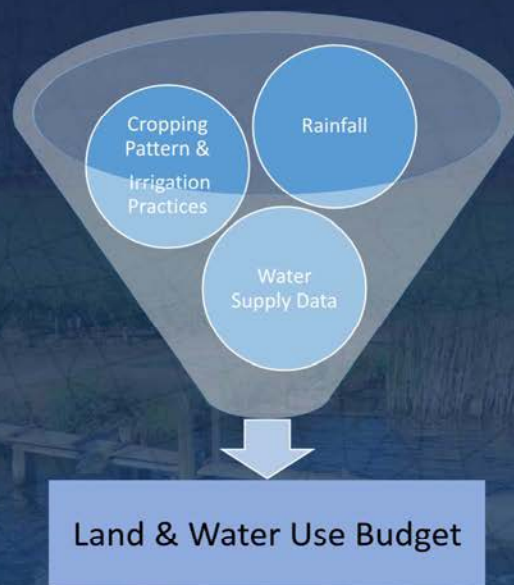 Cropping
Pattern &
Irrigation
Practices
Rainfall
Water
Supply Data
Land & Water Use Budget